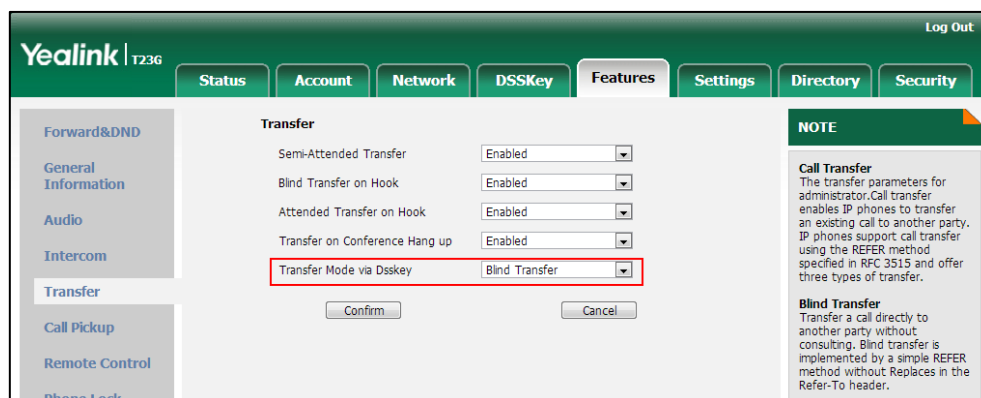 Log Out
Yealink | T23G
Status
Account
Network
DSSKey
Features
Settings
Directory
Security
Forward&DND
General
Information
Audio
Intercom
Transfer
Call Pickup
Remote Control
Phone Lock
Transfer
Semi-Attended Transfer Enabled
Blind Transfer on Hook Enabled
Attended Transfer on Hook Enabled
Transfer on Conference Hang up Enabled
Transfer Mode via Dsskey Blind Transfer
Confirm Cancel
NOTE
Call Transfer
The transfer parameters for
administrator.Call transfer
enables IP phones to transfer
an existing call to another party.
IP phones support call transfer
using the REFER method
specified in RFC 3515 and offer
three types of transfer.
Blind Transfer
Transfer a call directly to
another party without
consulting. Blind transfer is
implemented by a simple REFER
method without Replaces in the
Refer-To header.